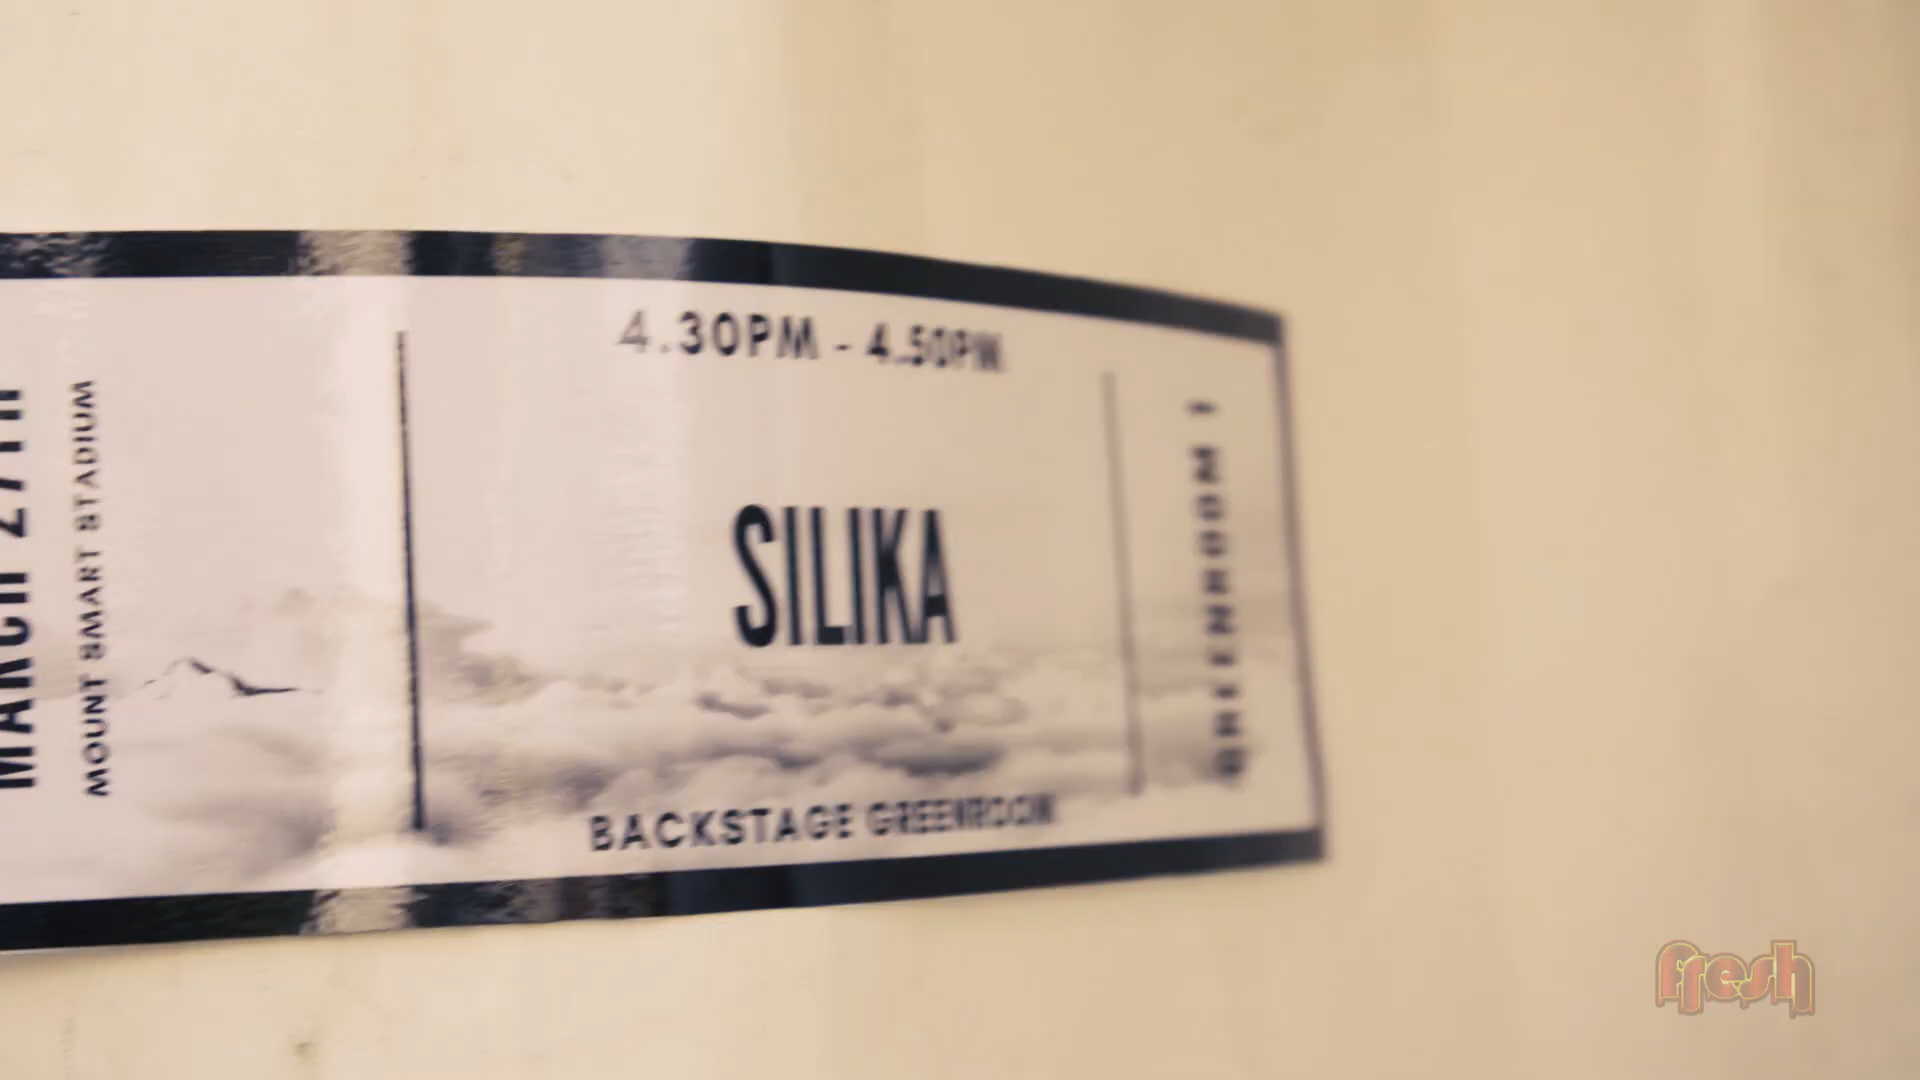 MARCH 27TH
MOUNT SMART STADIUM
4.30PM - 4.50PM
SILIKA
BACKSTAGE GREENROOM
GREENROOM 1
fresh